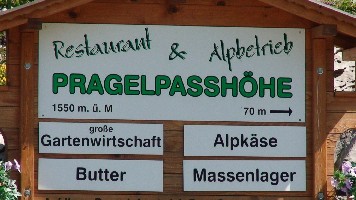 Restaurant & Alpbetrieb
PRAGELPASSHÖHE
1550 m. ü. M 70 m →
große
Gartenwirtschaft
Alpkäse
Butter
Massenlager